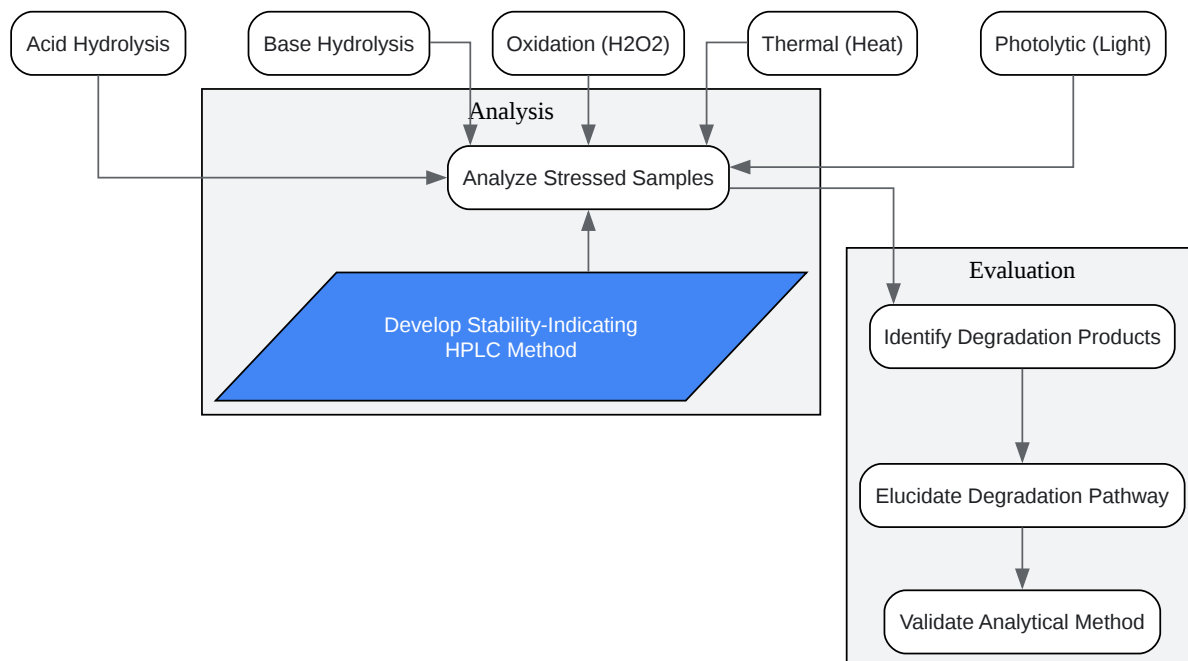 Acid Hydrolysis
Base Hydrolysis
Oxidation (H2O2)
Thermal (Heat)
Photolytic (Light)
Analysis
Analyze Stressed Samples
Develop Stability-Indicating
HPLC Method
Evaluation
Identify Degradation Products
Elucidate Degradation Pathway
Validate Analytical Method